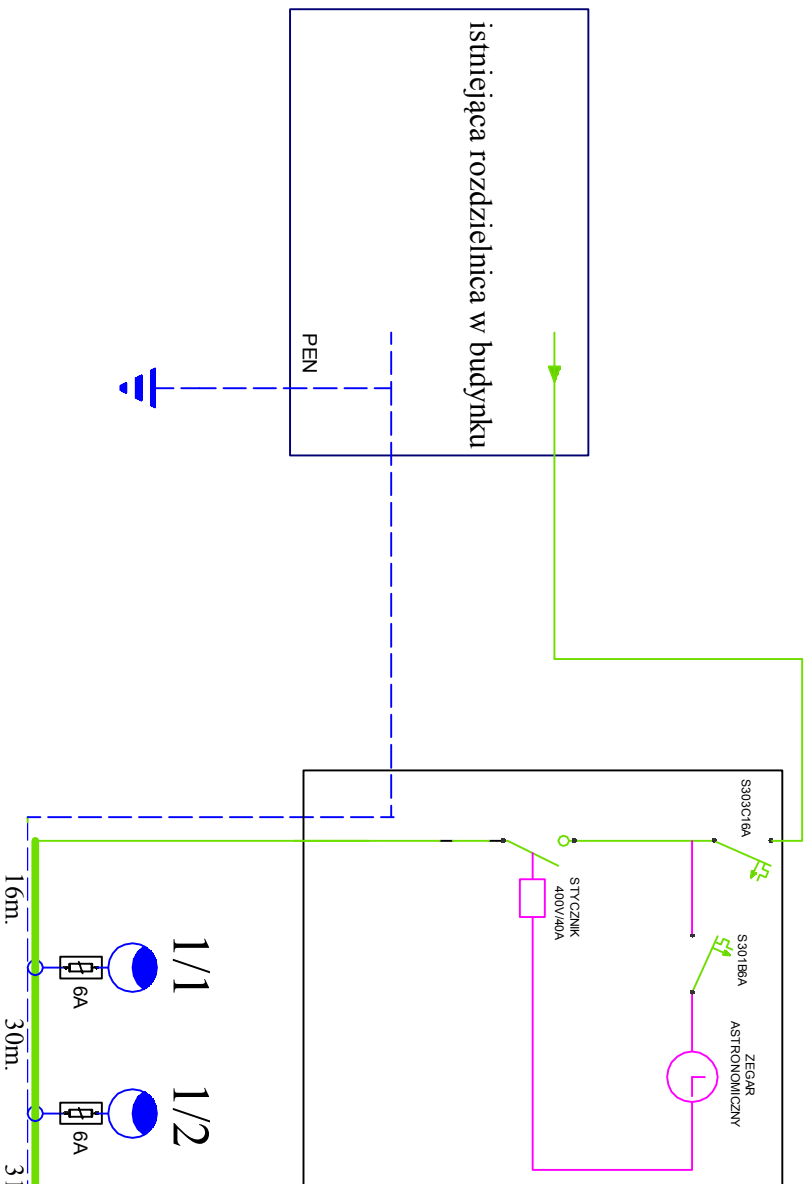 istniejąca rozdzielnica w budynku
PEN
S303C16A
S301B6A
ZEGAR
ASTRONOMICZNY
STYCZNIK
400V/40A
1/1
6A
1/2
6A
16m.
30m.
31